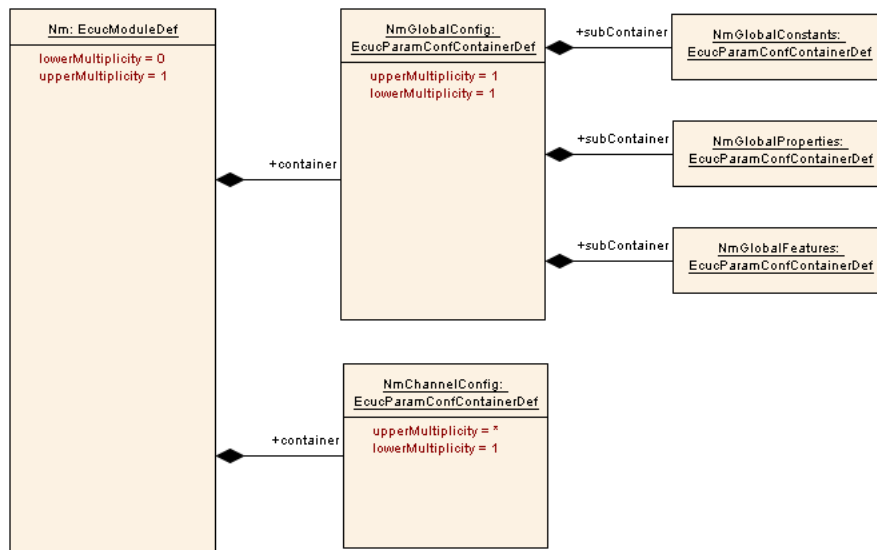 Nm: EcucModuleDef
lowerMultiplicity = 0
upperMultiplicity = 1
+container
NmGlobalConfig:
EcucParamConfContainerDef
upperMultiplicity = 1
lowerMultiplicity = 1
+subContainer
NmGlobalConstants:
EcucParamConfContainerDef
+subContainer
NmGlobalProperties:
EcucParamConfContainerDef
+subContainer
NmGlobalFeatures:
EcucParamConfContainerDef
+container
NmChannelConfig:
EcucParamConfContainerDef
upperMultiplicity = *
lowerMultiplicity = 1